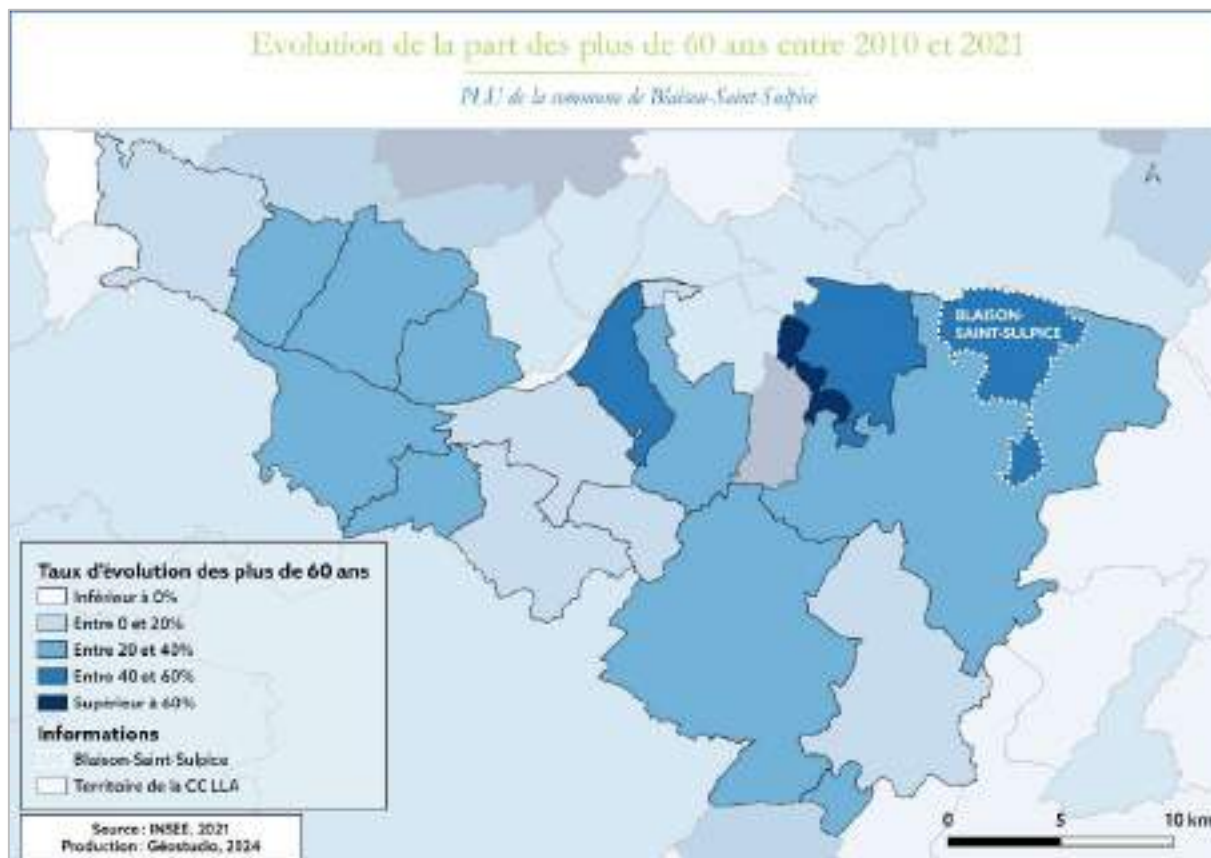 Evolution de la part des plus de 60 ans entre 2010 et 2021
PLU de la commune de Blaison-Saint-Sulpice
BLAISON-
SAINT-SULPICE
Taux d'évolution des plus de 60 ans
Inférieur à 0%
Entre 0 et 20%
Entre 20 et 40%
Entre 40 et 60%
Supérieur à 60%
Informations
Blaison-Saint-Sulpice
Territoire de la CC LLA
Source : INSEE, 2021
Production : Géostudio, 2024
0 5 10 km